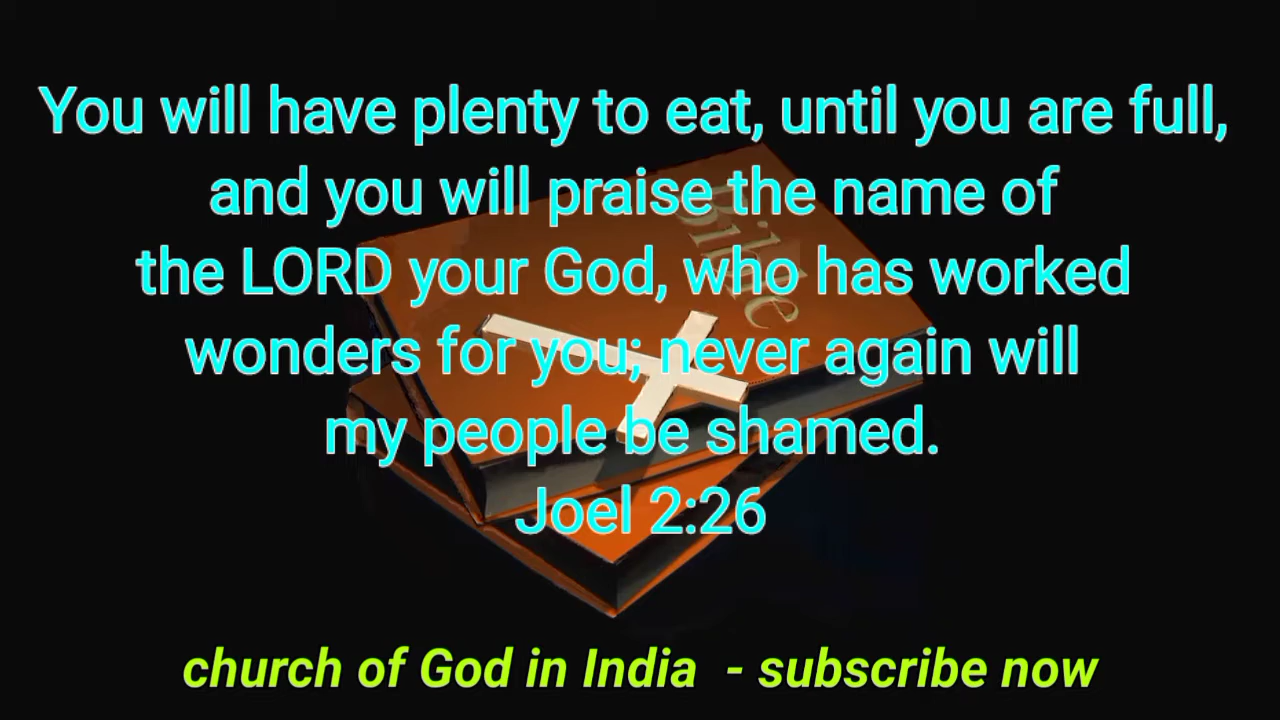 You will have plenty to eat, until you are full,
and you will praise the name of
the LORD your God, who has worked
wonders for you; never again will
my people be shamed.
Joel 2:26
Bible
church of God in India - subscribe now